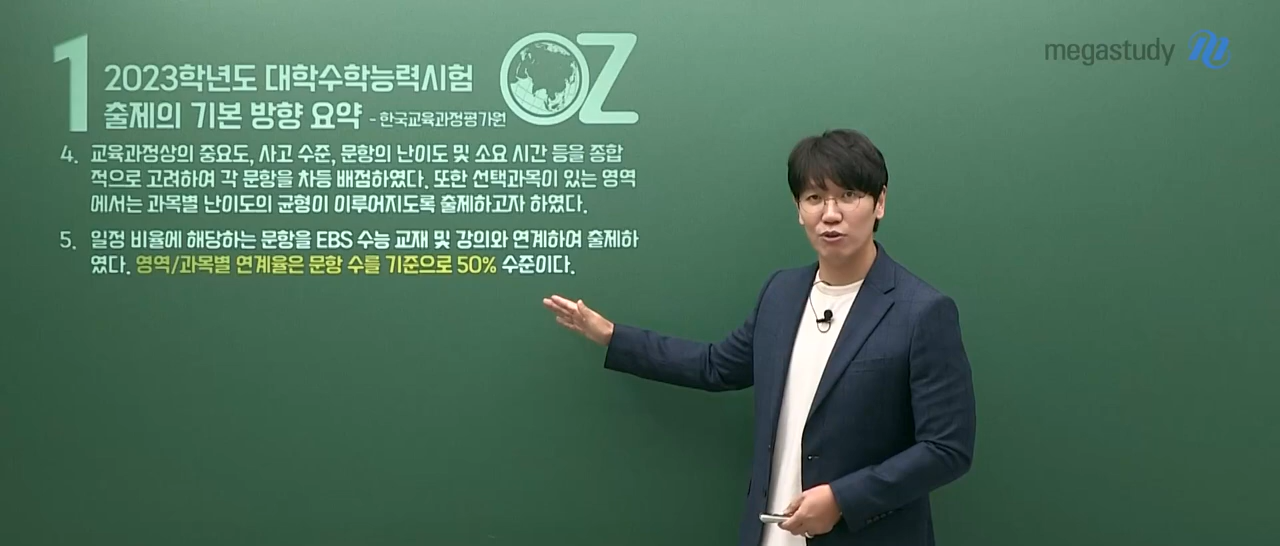 1
2023학년도 대학수학능력시험
출제의 기본 방향 요약 - 한국교육과정평가원
OZ
megastudy
4. 교육과정상의 중요도, 사고 수준, 문항의 난이도 및 소요 시간 등을 종합
적으로 고려하여 각 문항을 차등 배점하였다. 또한 선택과목이 있는 영역
에서는 과목별 난이도의 균형이 이루어지도록 출제하고자 하였다.
5. 일정 비율에 해당하는 문항을 EBS 수능 교재 및 강의와 연계하여 출제하
였다. 영역/과목별 연계율은 문항 수를 기준으로 50% 수준이다.